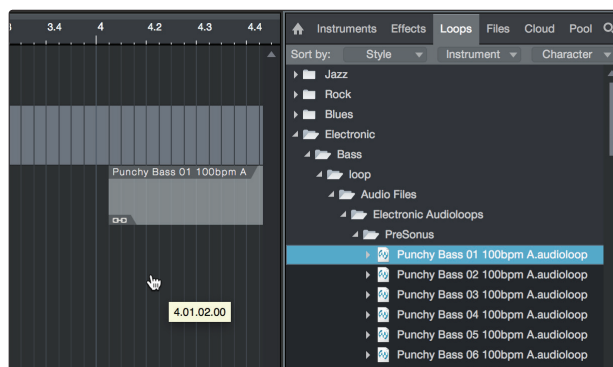 3.4 4 4.2 4.3 4.4
Punchy Bass 01 100bpm A
4.01.02.00
Instruments Effects Loops Files Cloud Pool
Sort by: Style Instrument Character
Jazz
Rock
Blues
Electronic
Bass
loop
Audio Files
Electronic Audioloops
PreSonus
Punchy Bass 01 100bpm A.audioloop
Punchy Bass 02 100bpm A.audioloop
Punchy Bass 03 100bpm A.audioloop
Punchy Bass 04 100bpm A.audioloop
Punchy Bass 05 100bpm A.audioloop
Punchy Bass 06 100bpm A.audioloop